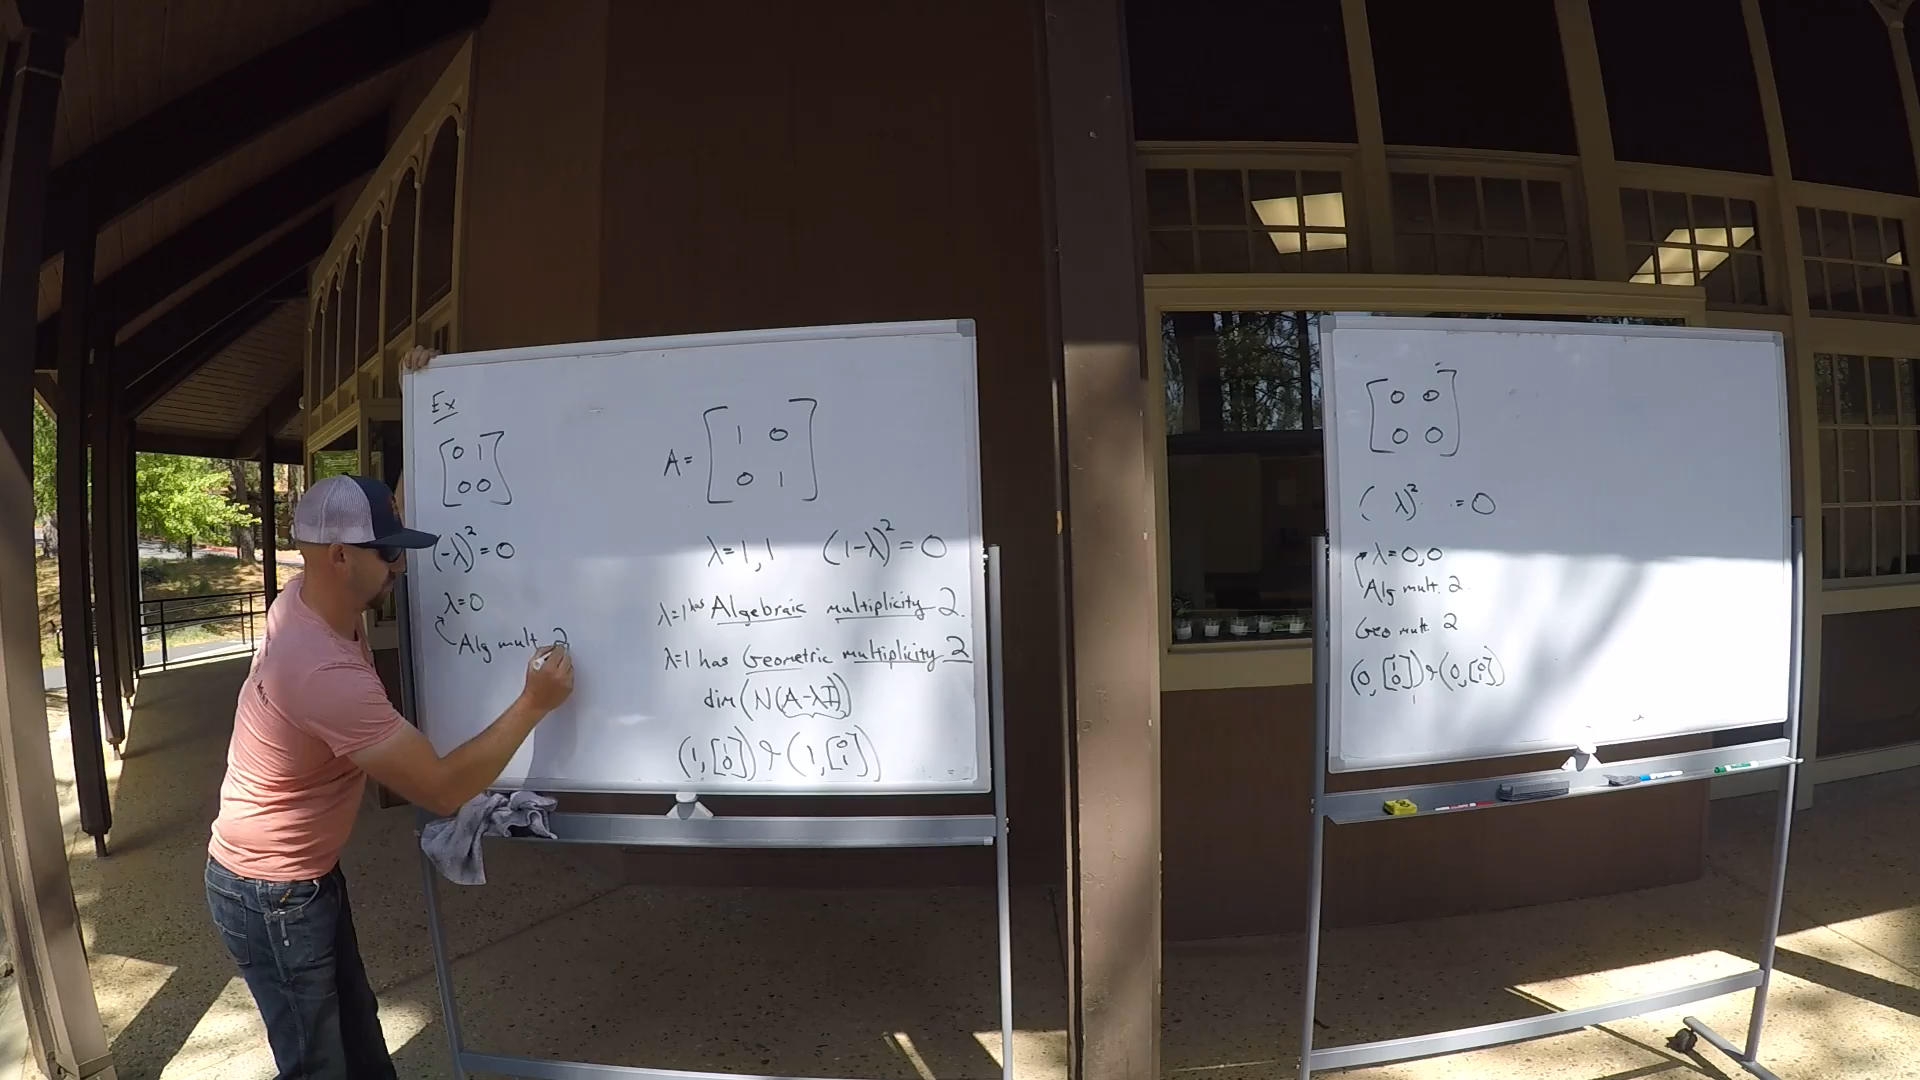 Ex
[0 1
0 0]
(-λ)² = 0
λ=0
Alg mult. 2
A = [1 0
0 1]
λ=1,1 (1-λ)² = 0
λ=1 has Algebraic multiplicity 2.
λ=1 has Geometric multiplicity 2
dim(N(A-λI))
(1, [1
0]) & (1, [0
1])
[0 0
0 0]
( λ)² = 0
λ=0,0
Alg mult. 2.
Geo mult. 2
(0, [1
0]) & (0, [0
1])